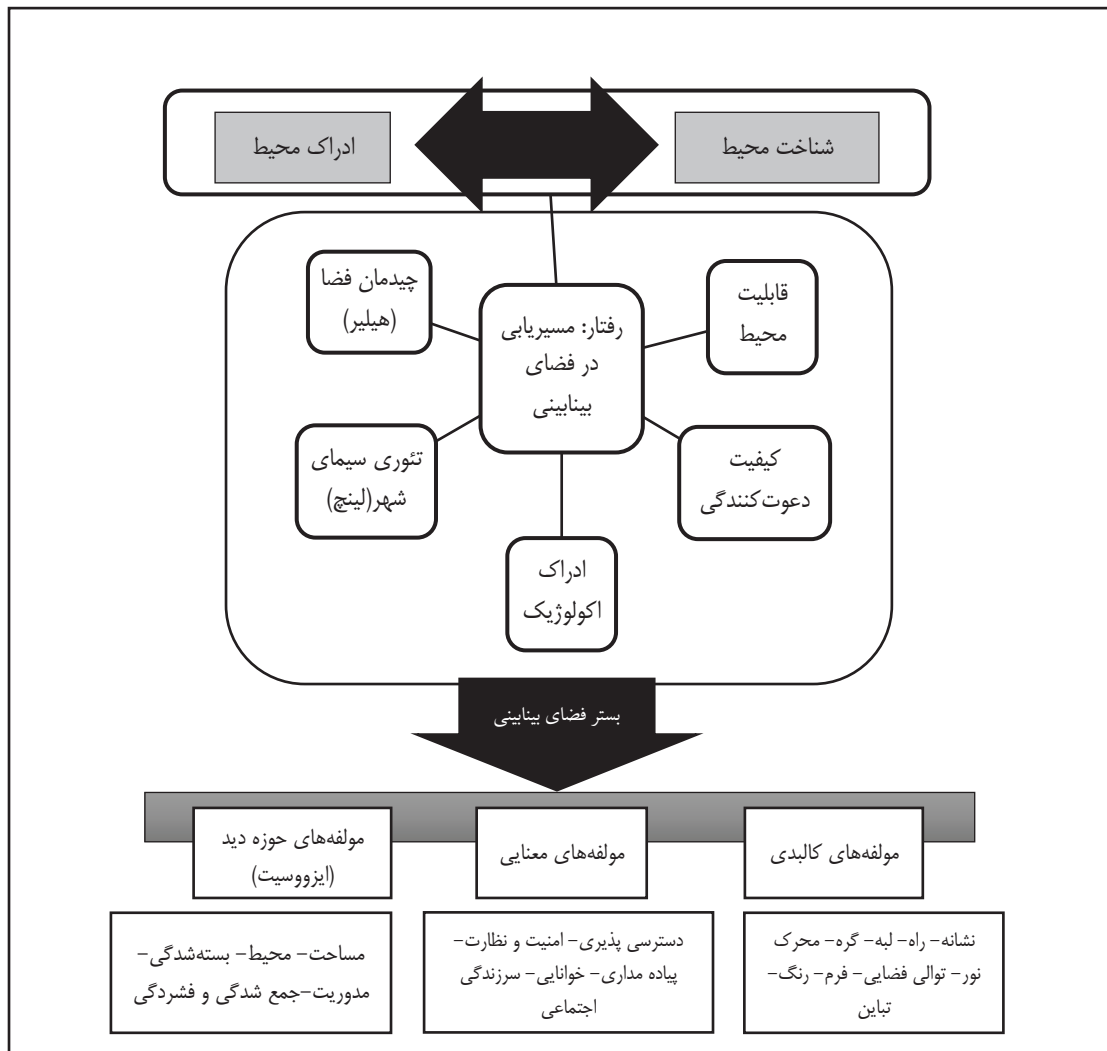 شناخت محیط
ادراک محیط
قابلیت
محیط
چیدمان فضا
(هیلیر)
رفتار: مسیریابی
در فضای
بینابینی
کیفیت
دعوت‌کنندگی
تئوری سیمای
شهر(لینچ)
ادراک
اکولوژیک
بستر فضای بینابینی
مولفه‌های کالبدی
مولفه‌های معنایی
مولفه‌های حوزه دید
(ایزووسیت)
نشانه- راه- لبه- گره- محرک
نور- توالی فضایی- فرم- رنگ-
تباین
دسترسی پذیری- امنیت و نظارت-
پیاده مداری- خوانایی- سرزندگی
اجتماعی
مساحت- محیط- بسته‌شدگی-
مدوریت-جمع شدگی و فشردگی